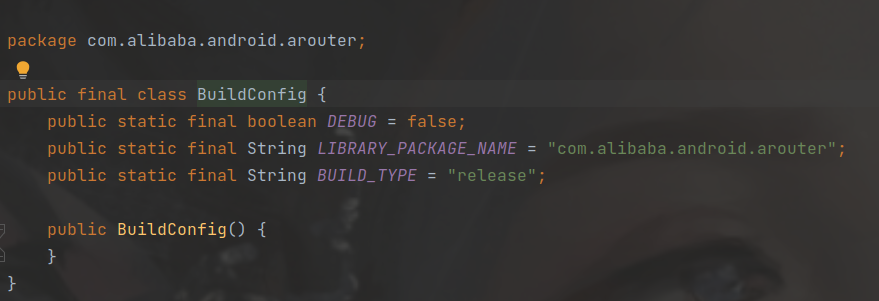 package com.alibaba.android.arouter;
public final class BuildConfig {
    public static final boolean DEBUG = false;
    public static final String LIBRARY_PACKAGE_NAME = "com.alibaba.android.arouter";
    public static final String BUILD_TYPE = "release";
    public BuildConfig() {
    }
}